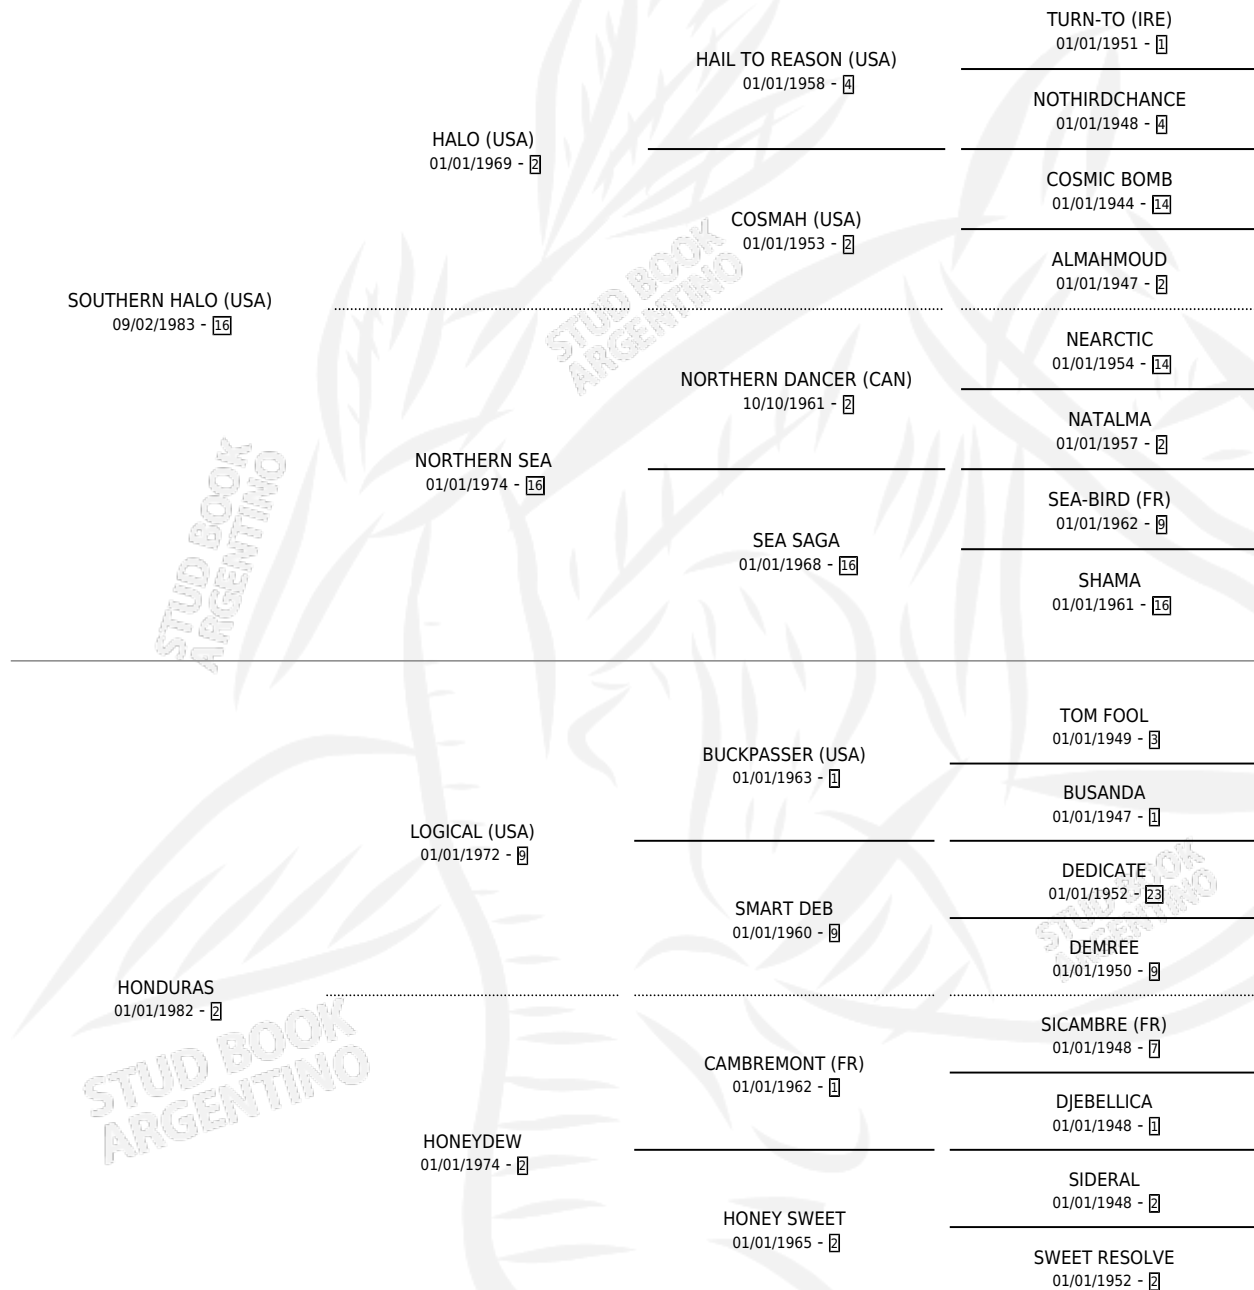 SOUTHERN HALO (USA)
09/02/1983 - 16
HALO (USA)
01/01/1969 - 2
HAIL TO REASON (USA)
01/01/1958 - 4
TURN-TO (IRE)
01/01/1951 - 1
NOTHIRDCHANCE
01/01/1948 - 4
COSMAH (USA)
01/01/1953 - 2
COSMIC BOMB
01/01/1944 - 14
ALMAHMOUD
01/01/1947 - 2
NORTHERN SEA
01/01/1974 - 16
NORTHERN DANCER (CAN)
10/10/1961 - 2
NEARCTIC
01/01/1954 - 14
NATALMA
01/01/1957 - 2
SEA SAGA
01/01/1968 - 16
SEA-BIRD (FR)
01/01/1962 - 9
SHAMA
01/01/1961 - 16
HONDURAS
01/01/1982 - 2
LOGICAL (USA)
01/01/1972 - 9
BUCKPASSER (USA)
01/01/1963 - 1
TOM FOOL
01/01/1949 - 3
BUSANDA
01/01/1947 - 1
SMART DEB
01/01/1960 - 9
DEDICATE
01/01/1952 - 23
DEMREE
01/01/1950 - 9
HONEYDEW
01/01/1974 - 2
CAMBREMONT (FR)
01/01/1962 - 1
SICAMBRE (FR)
01/01/1948 - 7
DJEBELLICA
01/01/1948 - 1
HONEY SWEET
01/01/1965 - 2
SIDERAL
01/01/1948 - 2
SWEET RESOLVE
01/01/1952 - 2
STUD BOOK
ARGENTINO
STUD BOOK
ARGENTINO
STUD BOOK
ARGENTINO
STUD BOOK
ARGENTINO